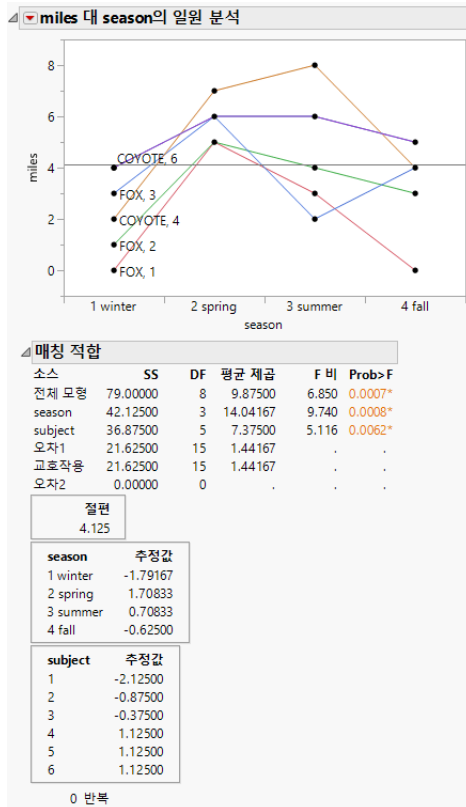 miles 대 season의 일원 분석
8
6
4
2
0
miles
COYOTE, 6
FOX, 3
COYOTE, 4
FOX, 2
FOX, 1
1 winter 2 spring 3 summer 4 fall
season
매칭 적합
소스 SS DF 평균 제곱 F 비 Prob>F
전체 모형 79.00000 8 9.87500 6.850 0.0007*
season 42.12500 3 14.04167 9.740 0.0008*
subject 36.87500 5 7.37500 5.116 0.0062*
오차1 21.62500 15 1.44167 . .
교호작용 21.62500 15 1.44167 . .
오차2 0.00000 0 . . .
절편
4.125
season 추정값
1 winter -1.79167
2 spring 1.70833
3 summer 0.70833
4 fall -0.62500
subject 추정값
1 -2.12500
2 -0.87500
3 -0.37500
4 1.12500
5 1.12500
6 1.12500
0 반복